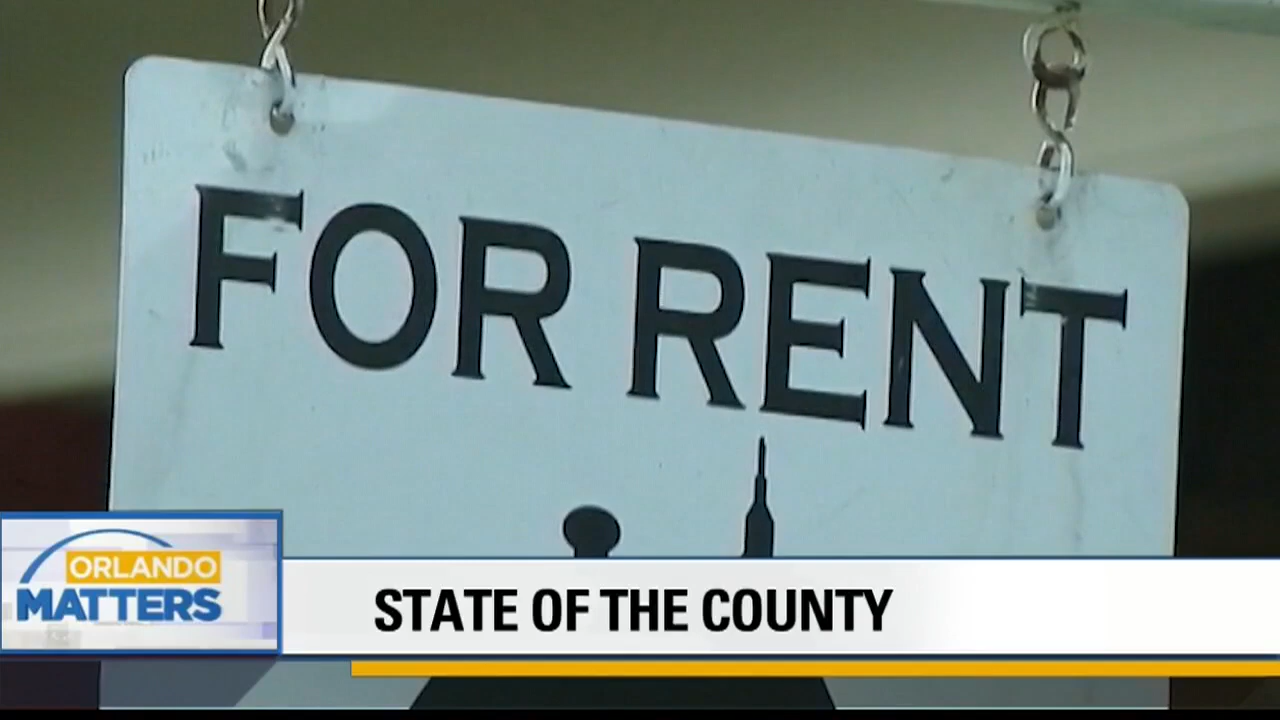 FOR RENT
ORLANDO
MATTERS
STATE OF THE COUNTY